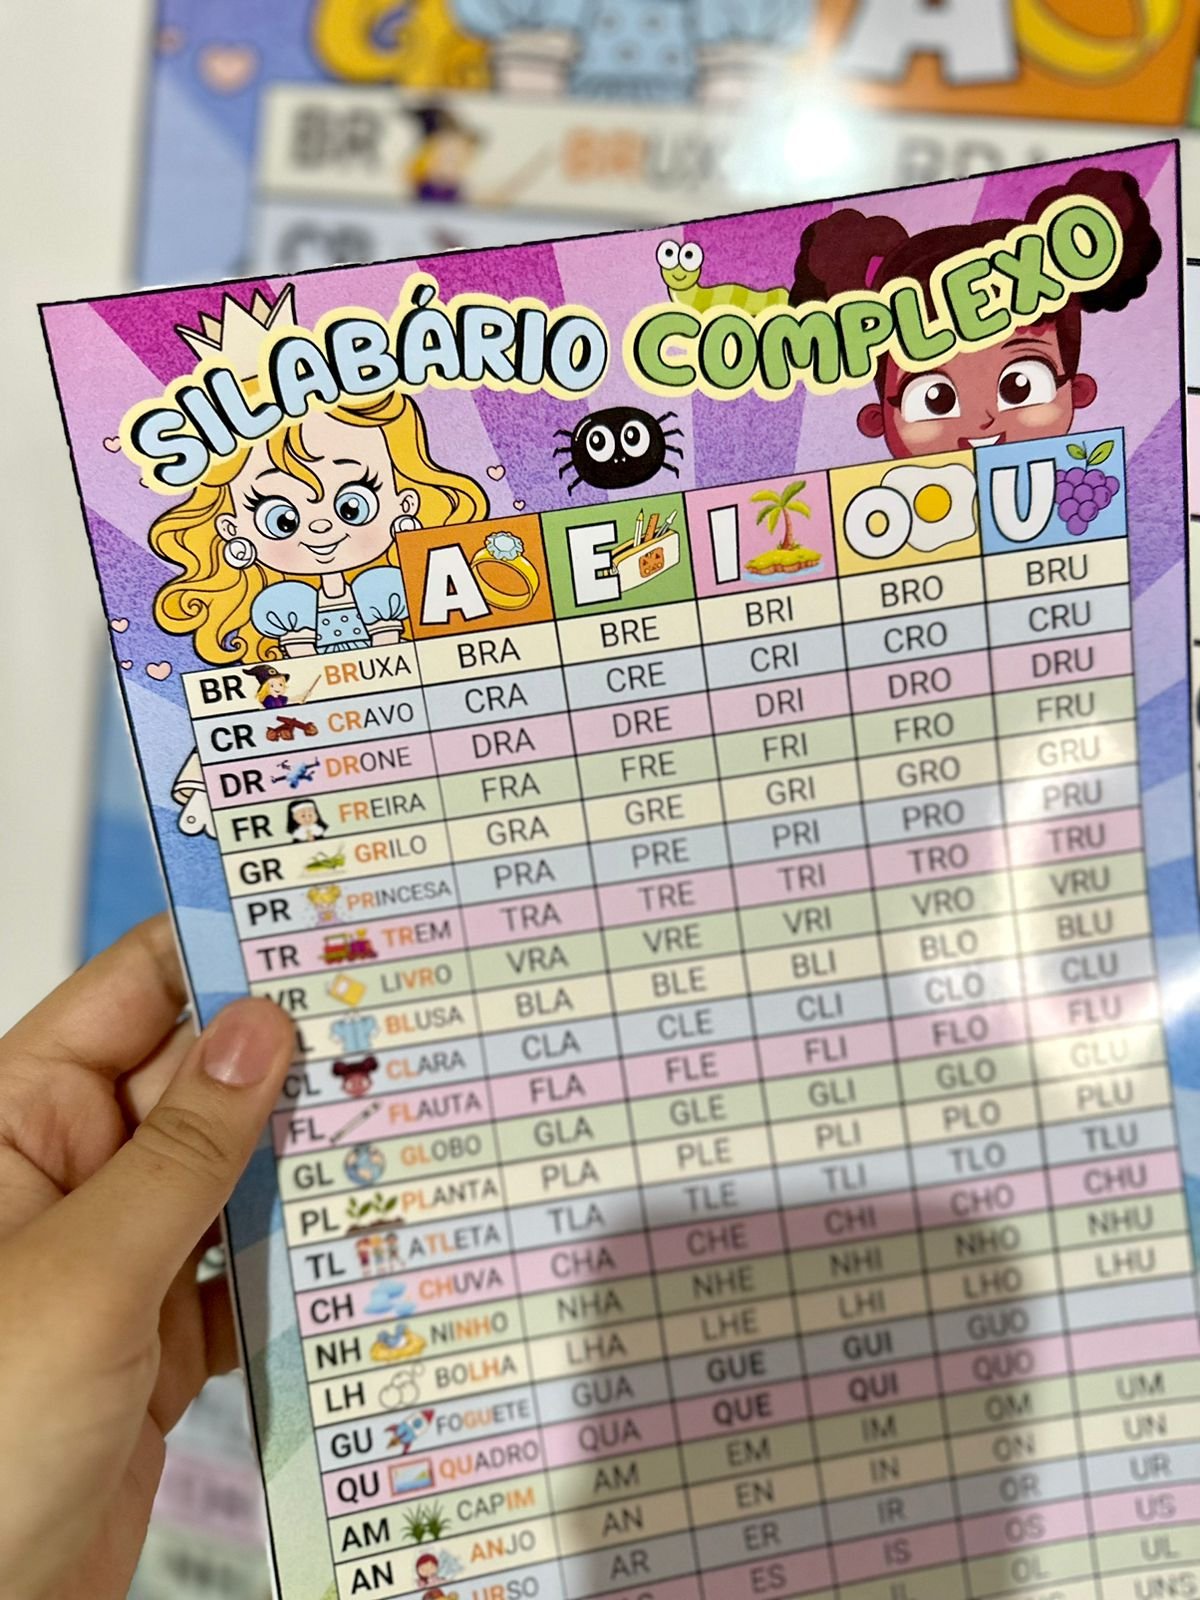 BR BRUX
SILABÁRIO COMPLEXO
A E I O U
BR BRUXA BRA BRE BRI BRO BRU
CR CRAVO CRA CRE CRI CRO CRU
DR DRONE DRA DRE DRI DRO DRU
FR FREIRA FRA FRE FRI FRO FRU
GR GRILO GRA GRE GRI GRO GRU
PR PRINCESA PRA PRE PRI PRO PRU
TR TREM TRA TRE TRI TRO TRU
VR LIVRO VRA VRE VRI VRO VRU
L BLUSA BLA BLE BLI BLO BLU
CL CLARA CLA CLE CLI CLO CLU
FL FLAUTA FLA FLE FLI FLO FLU
GL GLOBO GLA GLE GLI GLO GLU
PL PLANTA PLA PLE PLI PLO PLU
TL ATLETA TLA TLE TLI TLO TLU
CH CHUVA CHA CHE CHI CHO CHU
NH NINHO NHA NHE NHI NHO NHU
LH BOLHA LHA LHE LHI LHO LHU
GU FOGUETE GUA GUE GUI GUO
QU QUADRO QUA QUE QUI QUO
AM CAPIM AM EM IM OM UM
AN ANJO AN EN IN ON UN
URSO AR ER IR OR UR
ES IS OS US
OL UL
UNS